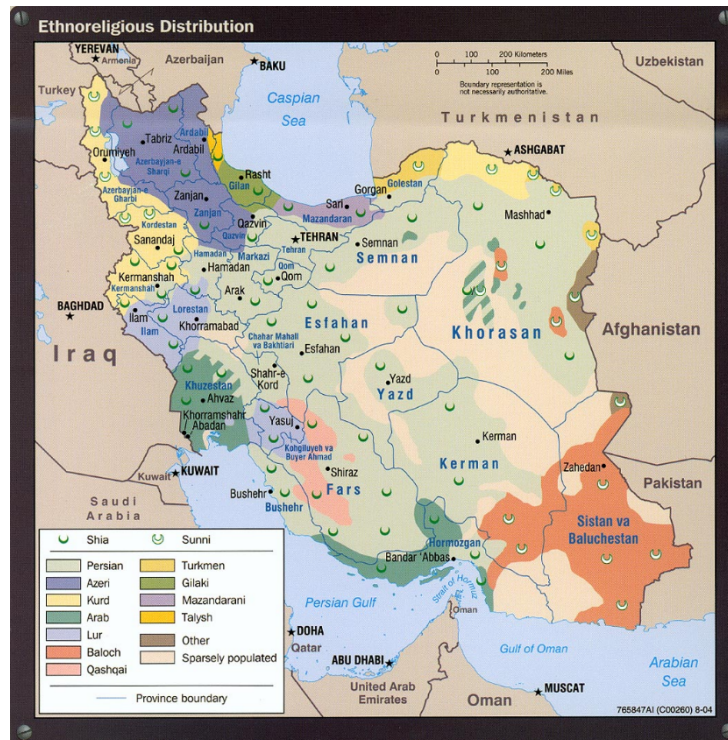 Ethnoreligious Distribution
YEREVAN
Armenia
Azerbaijan
BAKU
Turkey
Caspian
Sea
0 100 200 Kilometers
0 100 200 Miles
Boundary representation is
not necessarily authoritative.
Uzbekistan
Turkmenistan
ASHGABAT
Tabriz
Ardabil
Ardabil
Orumiyeh
Azerbayjan-e
Sharqi
Azerbayjan-e
Gharbi
Rasht
Gilan
Zanjan
Zanjan
Golestan
Gorgan
Sari
Mazandaran
Mashhad
Kordestan
Qazvin
Qazvin
TEHRAN
Tehran
Semnan
Semnan
Sanandaj
Hamadan
Markazi
Hamadan
Qom
Qom
Kermanshah
Kermanshah
Arak
BAGHDAD
Lorestan
Ilam
Ilam
Khorramabad
Esfahan
Khorasan
Afghanistan
Iraq
Chahar Mahall
va Bakhtiari
Esfahan
Shahr-e
Kord
Yazd
Yazd
Khuzestan
Ahvaz
Khorramshahr
Abadan
Yasuj
Kohgiluyeh va
Buyer Ahmad
Kerman
Kerman
Kuwait
KUWAIT
Shiraz
Fars
Zahedan
Pakistan
Saudi
Arabia
Bushehr
Bushehr
Sistan va
Baluchestan
Hormozgan
Bandar 'Abbas
Strait of Hormuz
Oman
Persian Gulf
DOHA
Qatar
ABU DHABI
United Arab
Emirates
Gulf of Oman
MUSCAT
Oman
Arabian
Sea
Shia
Sunni
Persian
Turkmen
Azeri
Gilaki
Kurd
Mazandarani
Arab
Talysh
Lur
Other
Baloch
Sparsely populated
Qashqai
Province boundary
765847AI (C00260) 8-04